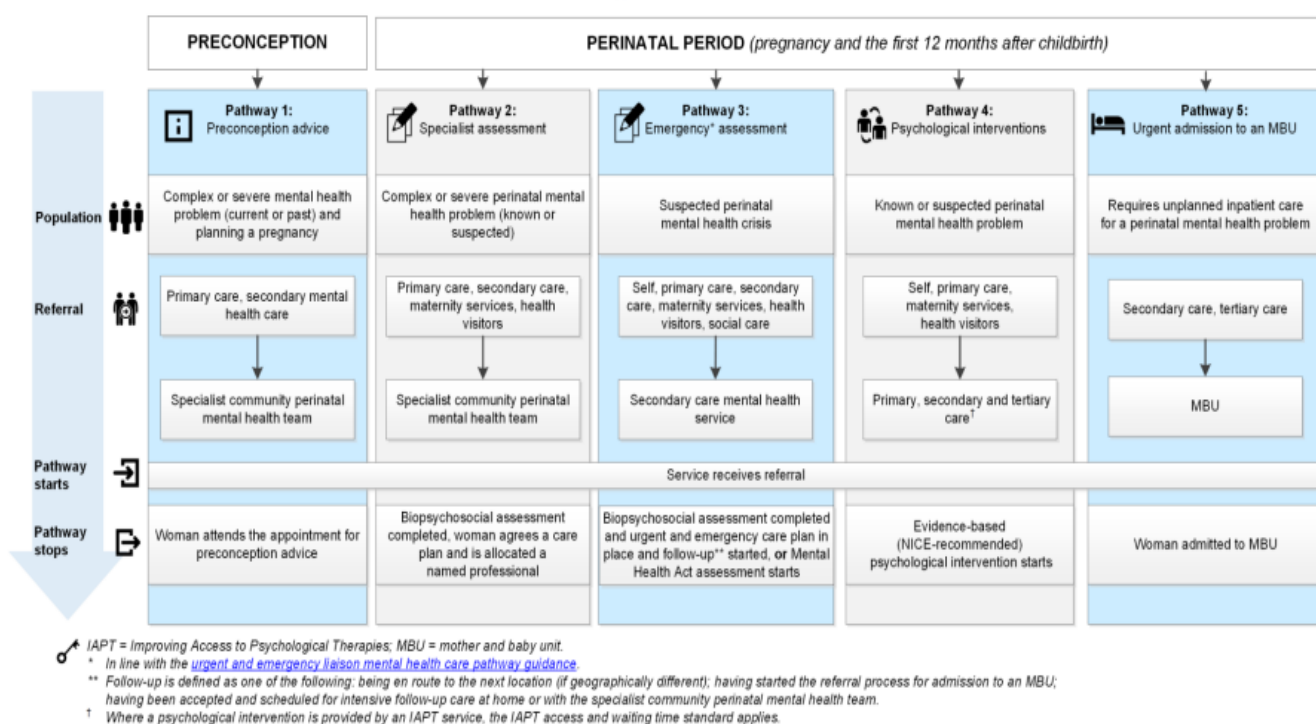 PRECONCEPTION
PERINATAL PERIOD (pregnancy and the first 12 months after childbirth)
Pathway 1:
Preconception advice
Pathway 2:
Specialist assessment
Pathway 3:
Emergency* assessment
Pathway 4:
Psychological interventions
Pathway 5:
Urgent admission to an MBU
Population
Complex or severe mental health
problem (current or past) and
planning a pregnancy
Complex or severe perinatal mental
health problem (known or
suspected)
Suspected perinatal
mental health crisis
Known or suspected perinatal
mental health problem
Requires unplanned inpatient care
for a perinatal mental health problem
Referral
Primary care, secondary mental
health care
Primary care, secondary care,
maternity services, health
visitors
Self, primary care, secondary
care, maternity services, health
visitors, social care
Self, primary care,
maternity services,
health visitors
Secondary care, tertiary care
Specialist community perinatal
mental health team
Specialist community perinatal
mental health team
Secondary care mental health
service
Primary, secondary and tertiary
care†
MBU
Pathway
starts
Service receives referral
Pathway
stops
Woman attends the appointment for
preconception advice
Biopsychosocial assessment
completed, woman agrees a care
plan and is allocated a
named professional
Biopsychosocial assessment completed
and urgent and emergency care plan in
place and follow-up** started, or Mental
Health Act assessment starts
Evidence-based
(NICE-recommended)
psychological intervention starts
Woman admitted to MBU
IAPT = Improving Access to Psychological Therapies; MBU = mother and baby unit.
* In line with the urgent and emergency liaison mental health care pathway guidance.
** Follow-up is defined as one of the following: being en route to the next location (if geographically different); having started the referral process for admission to an MBU;
having been accepted and scheduled for intensive follow-up care at home or with the specialist community perinatal mental health team.
† Where a psychological intervention is provided by an IAPT service, the IAPT access and waiting time standard applies.